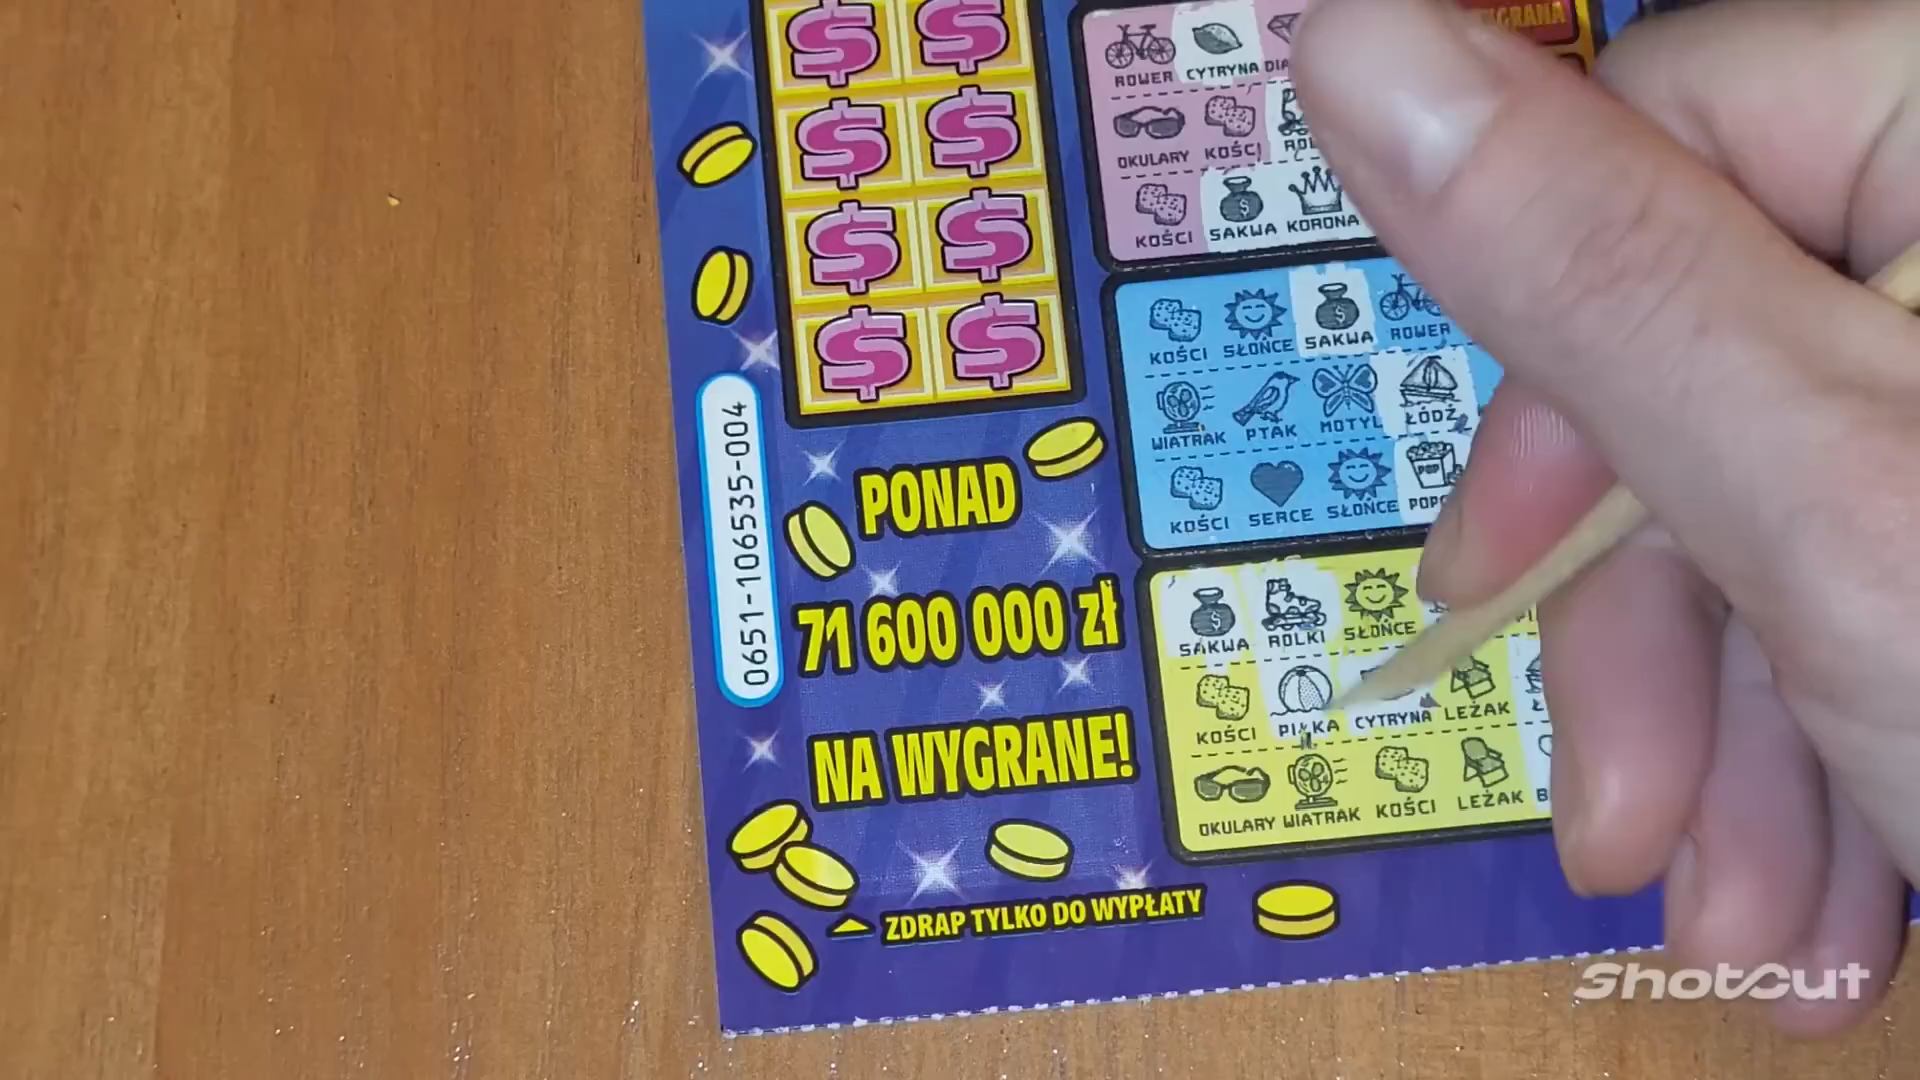 ROWER CYTRYNA
OKULARY KOŚCI
KOŚCI SAKWA KORONA
KOŚCI SŁOŃCE SAKWA ROWER
WIATRAK PTAK MOTYL ŁÓDŹ
KOŚCI SERCE SŁOŃCE
POP
SAKWA ROLKI SŁOŃCE
KOŚCI PIŁKA CYTRYNA LEŻAK
OKULARY WIATRAK KOŚCI LEŻAK
0651-106535-004
PONAD
71 600 000 zł
NA WYGRANE!
ZDRAP TYLKO DO WYPŁATY
Shotcut